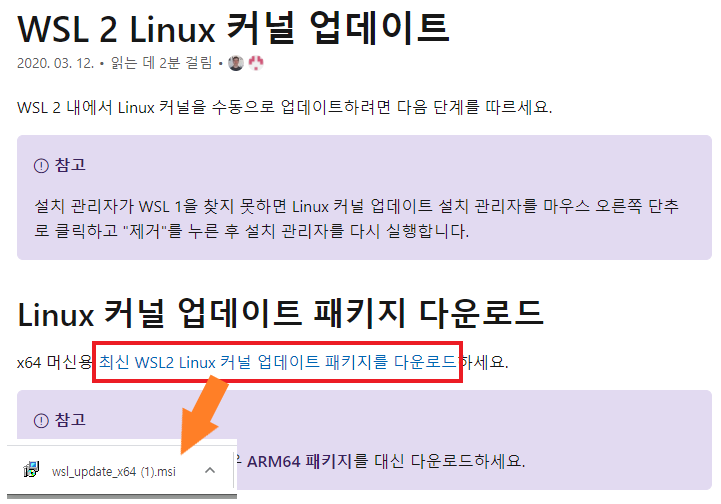 WSL 2 Linux 커널 업데이트
2020. 03. 12. • 읽는 데 2분 걸림 •
WSL 2 내에서 Linux 커널을 수동으로 업데이트하려면 다음 단계를 따르세요.
참고
설치 관리자가 WSL 1을 찾지 못하면 Linux 커널 업데이트 설치 관리자를 마우스 오른쪽 단추
로 클릭하고 "제거"를 누른 후 설치 관리자를 다시 실행합니다.
Linux 커널 업데이트 패키지 다운로드
x64 머신용 최신 WSL2 Linux 커널 업데이트 패키지를 다운로드하세요.
참고
ARM64 패키지를 대신 다운로드하세요.
wsl_update_x64 (1).msi